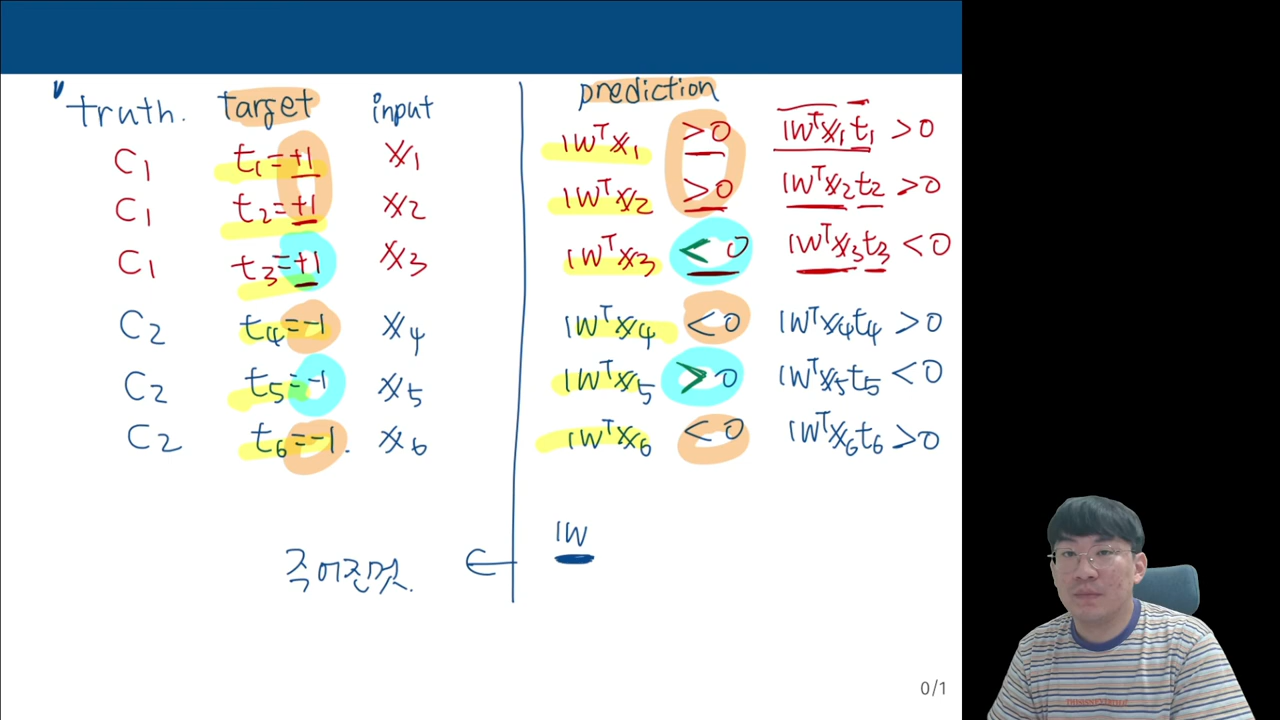 truth. target input prediction
C1 t1=+1 x1 wᵀx1 >0 wᵀx1t1 >0
C1 t2=+1 x2 wᵀx2 >0 wᵀx2t2 >0
C1 t3=+1 x3 wᵀx3 <0 wᵀx3t3 <0
C2 t4=-1 x4 wᵀx4 <0 wᵀx4t4 >0
C2 t5=-1 x5 wᵀx5 >0 wᵀx5t5 <0
C2 t6=-1. x6 wᵀx6 <0 wᵀx6t6 >0
w
주어진것. ←
0/1